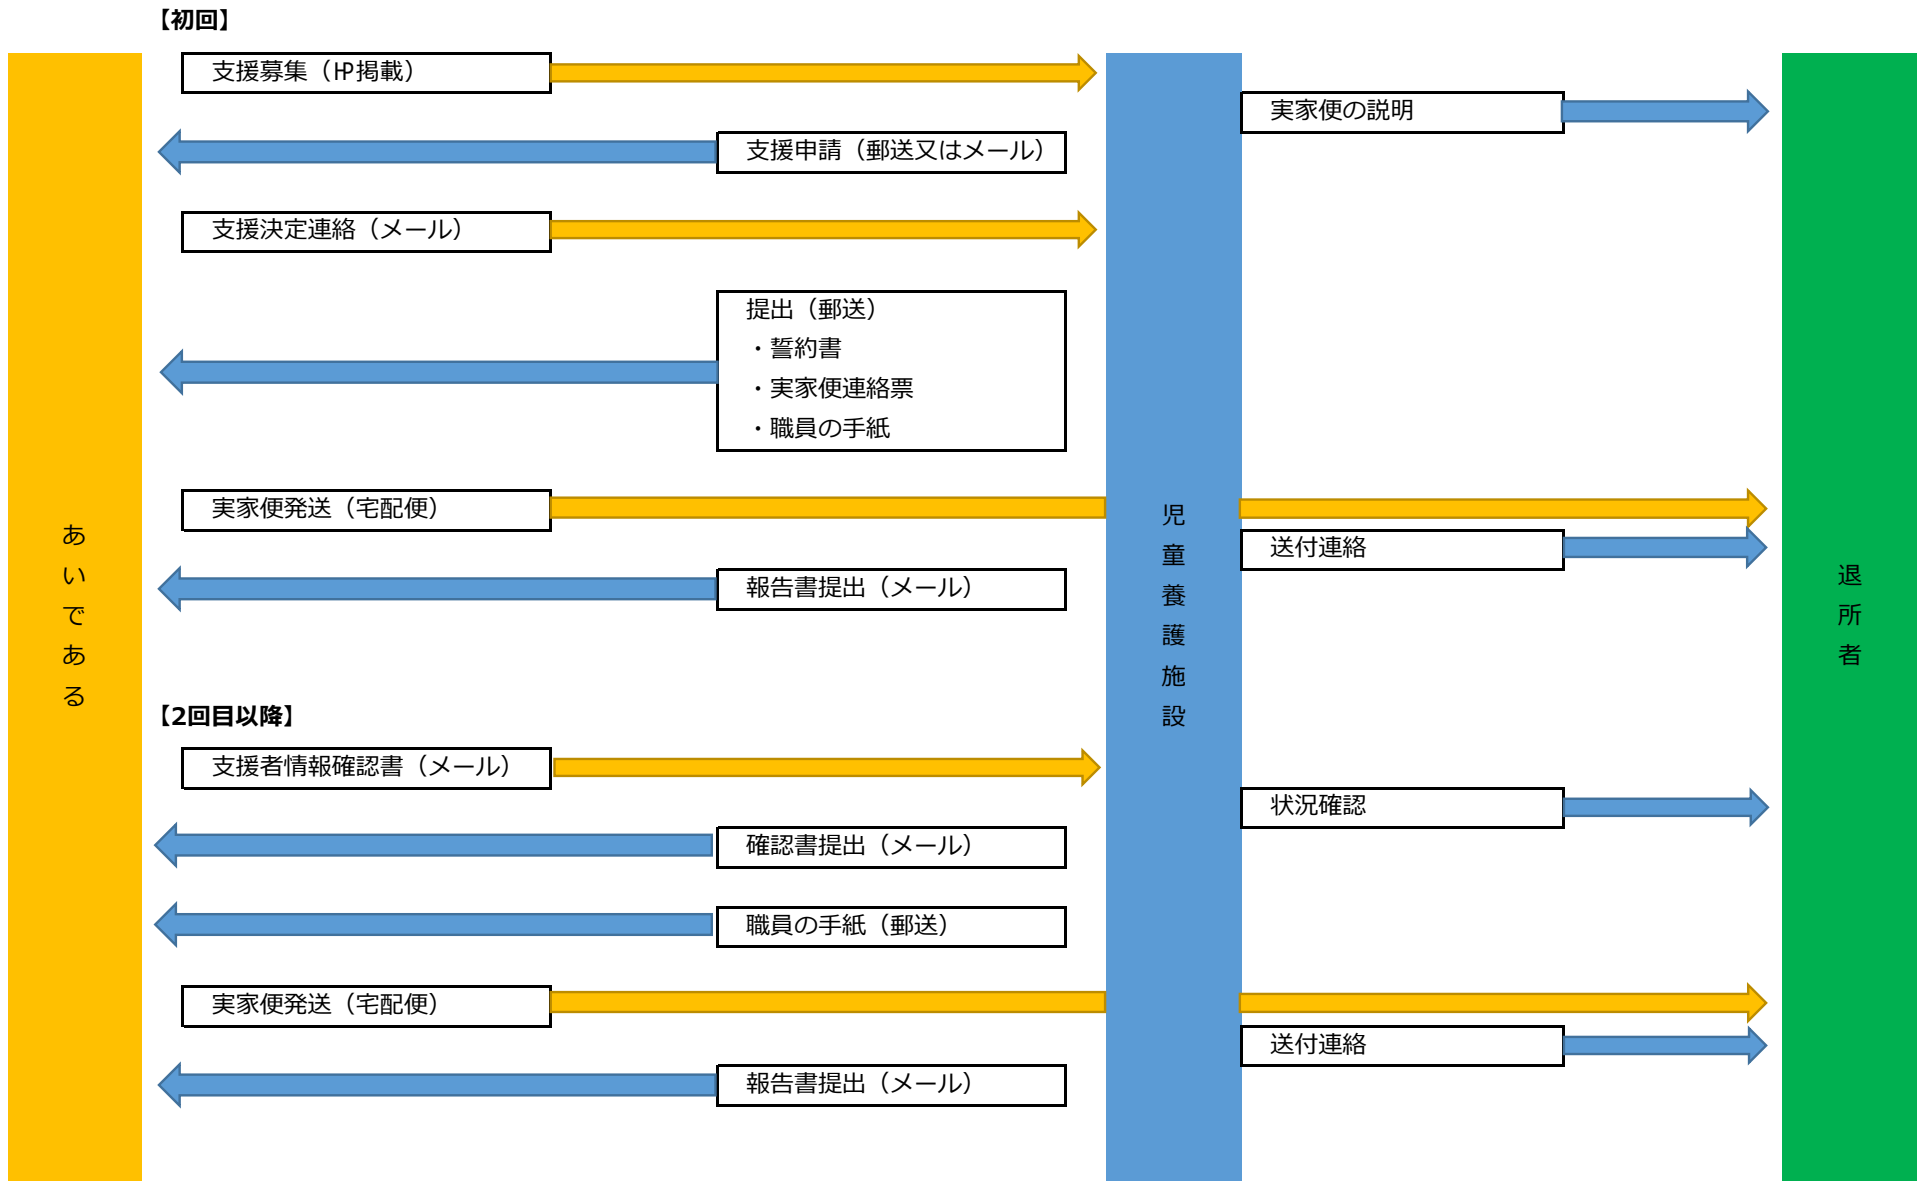 【初回】
支援募集（HP掲載）
実家便の説明
支援申請（郵送又はメール）
支援決定連絡（メール）
提出（郵送）
・誓約書
・実家便連絡票
・職員の手紙
実家便発送（宅配便）
送付連絡
報告書提出（メール）
あいである
児童養護施設
退所者
【2回目以降】
支援者情報確認書（メール）
状況確認
確認書提出（メール）
職員の手紙（郵送）
実家便発送（宅配便）
送付連絡
報告書提出（メール）